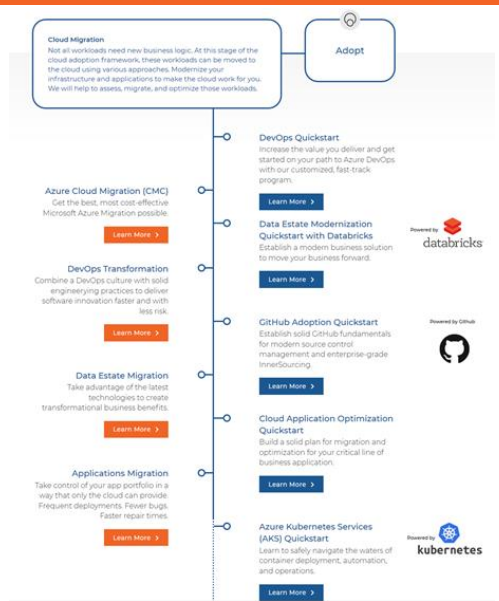 Cloud Migration
Not all workloads need new business logic. At this stage of the
cloud adoption framework, these workloads can be moved to
the cloud using various approaches. Modernize your
infrastructure and applications to make the cloud work for you.
We will help to assess, migrate, and optimize those workloads.
Adopt
DevOps Quickstart
Increase the value you deliver and get
started on your path to Azure DevOps
with our customized, fast-track
program.
Learn More >
Azure Cloud Migration (CMC)
Get the best, most cost-effective
Microsoft Azure Migration possible.
Learn More >
Data Estate Modernization
Quickstart with Databricks
Establish a modern business solution
to move your business forward.
Learn More >
Powered by
databricks
DevOps Transformation
Combine a DevOps culture with solid
engineerying practices to deliver
software innovation faster and with
less risk.
Learn More >
GitHub Adoption Quickstart
Establish solid GitHub fundamentals
for modern source control
management and enterprise-grade
InnerSourcing.
Learn More >
Powered by Github
Data Estate Migration
Take advantage of the latest
technologies to create
transformational business benefits.
Learn More >
Cloud Application Optimization
Quickstart
Build a solid plan for migration and
optimization for your critical line of
business application.
Learn More >
Applications Migration
Take control of your app portfolio in a
way that only the cloud can provide.
Frequent deployments. Fewer bugs.
Faster repair times.
Learn More >
Azure Kubernetes Services
(AKS) Quickstart
Learn to safely navigate the waters of
container deployment, automation,
and operations.
Learn More >
Powered by
kubernetes